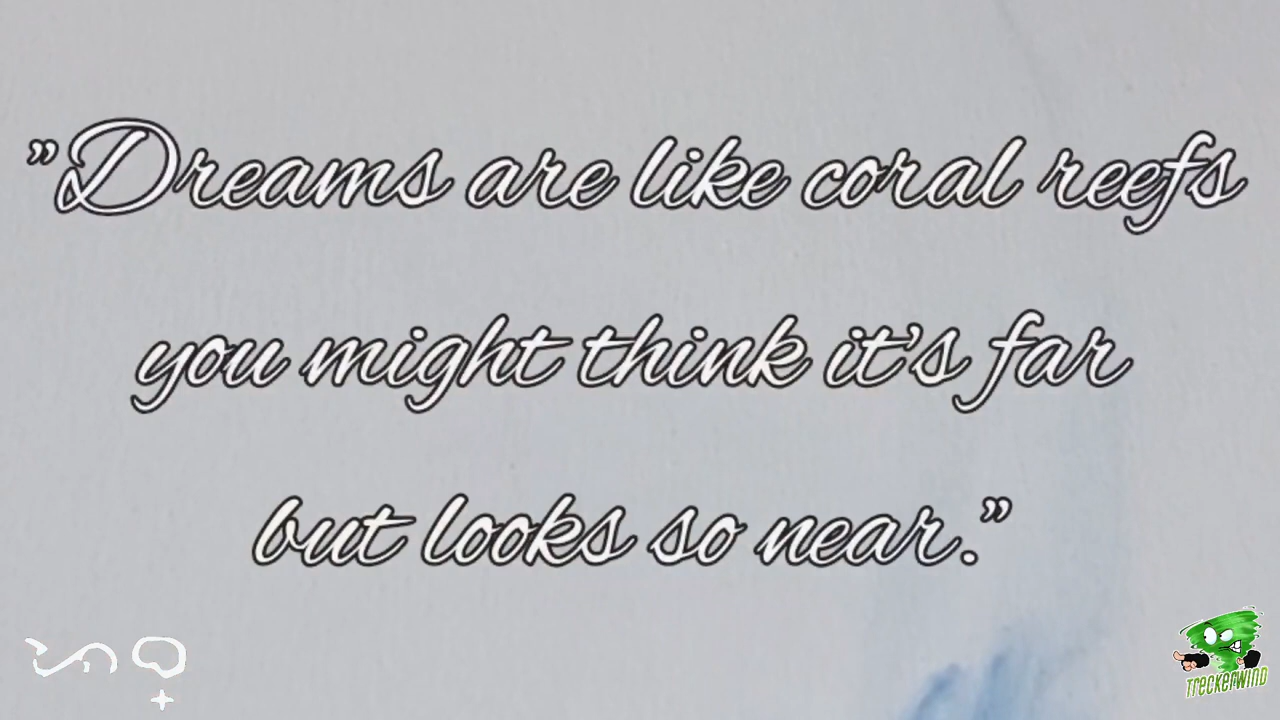 ”Dreams are like coral reefs
you might think it’s far
but looks so near.”
TReckeRWIND